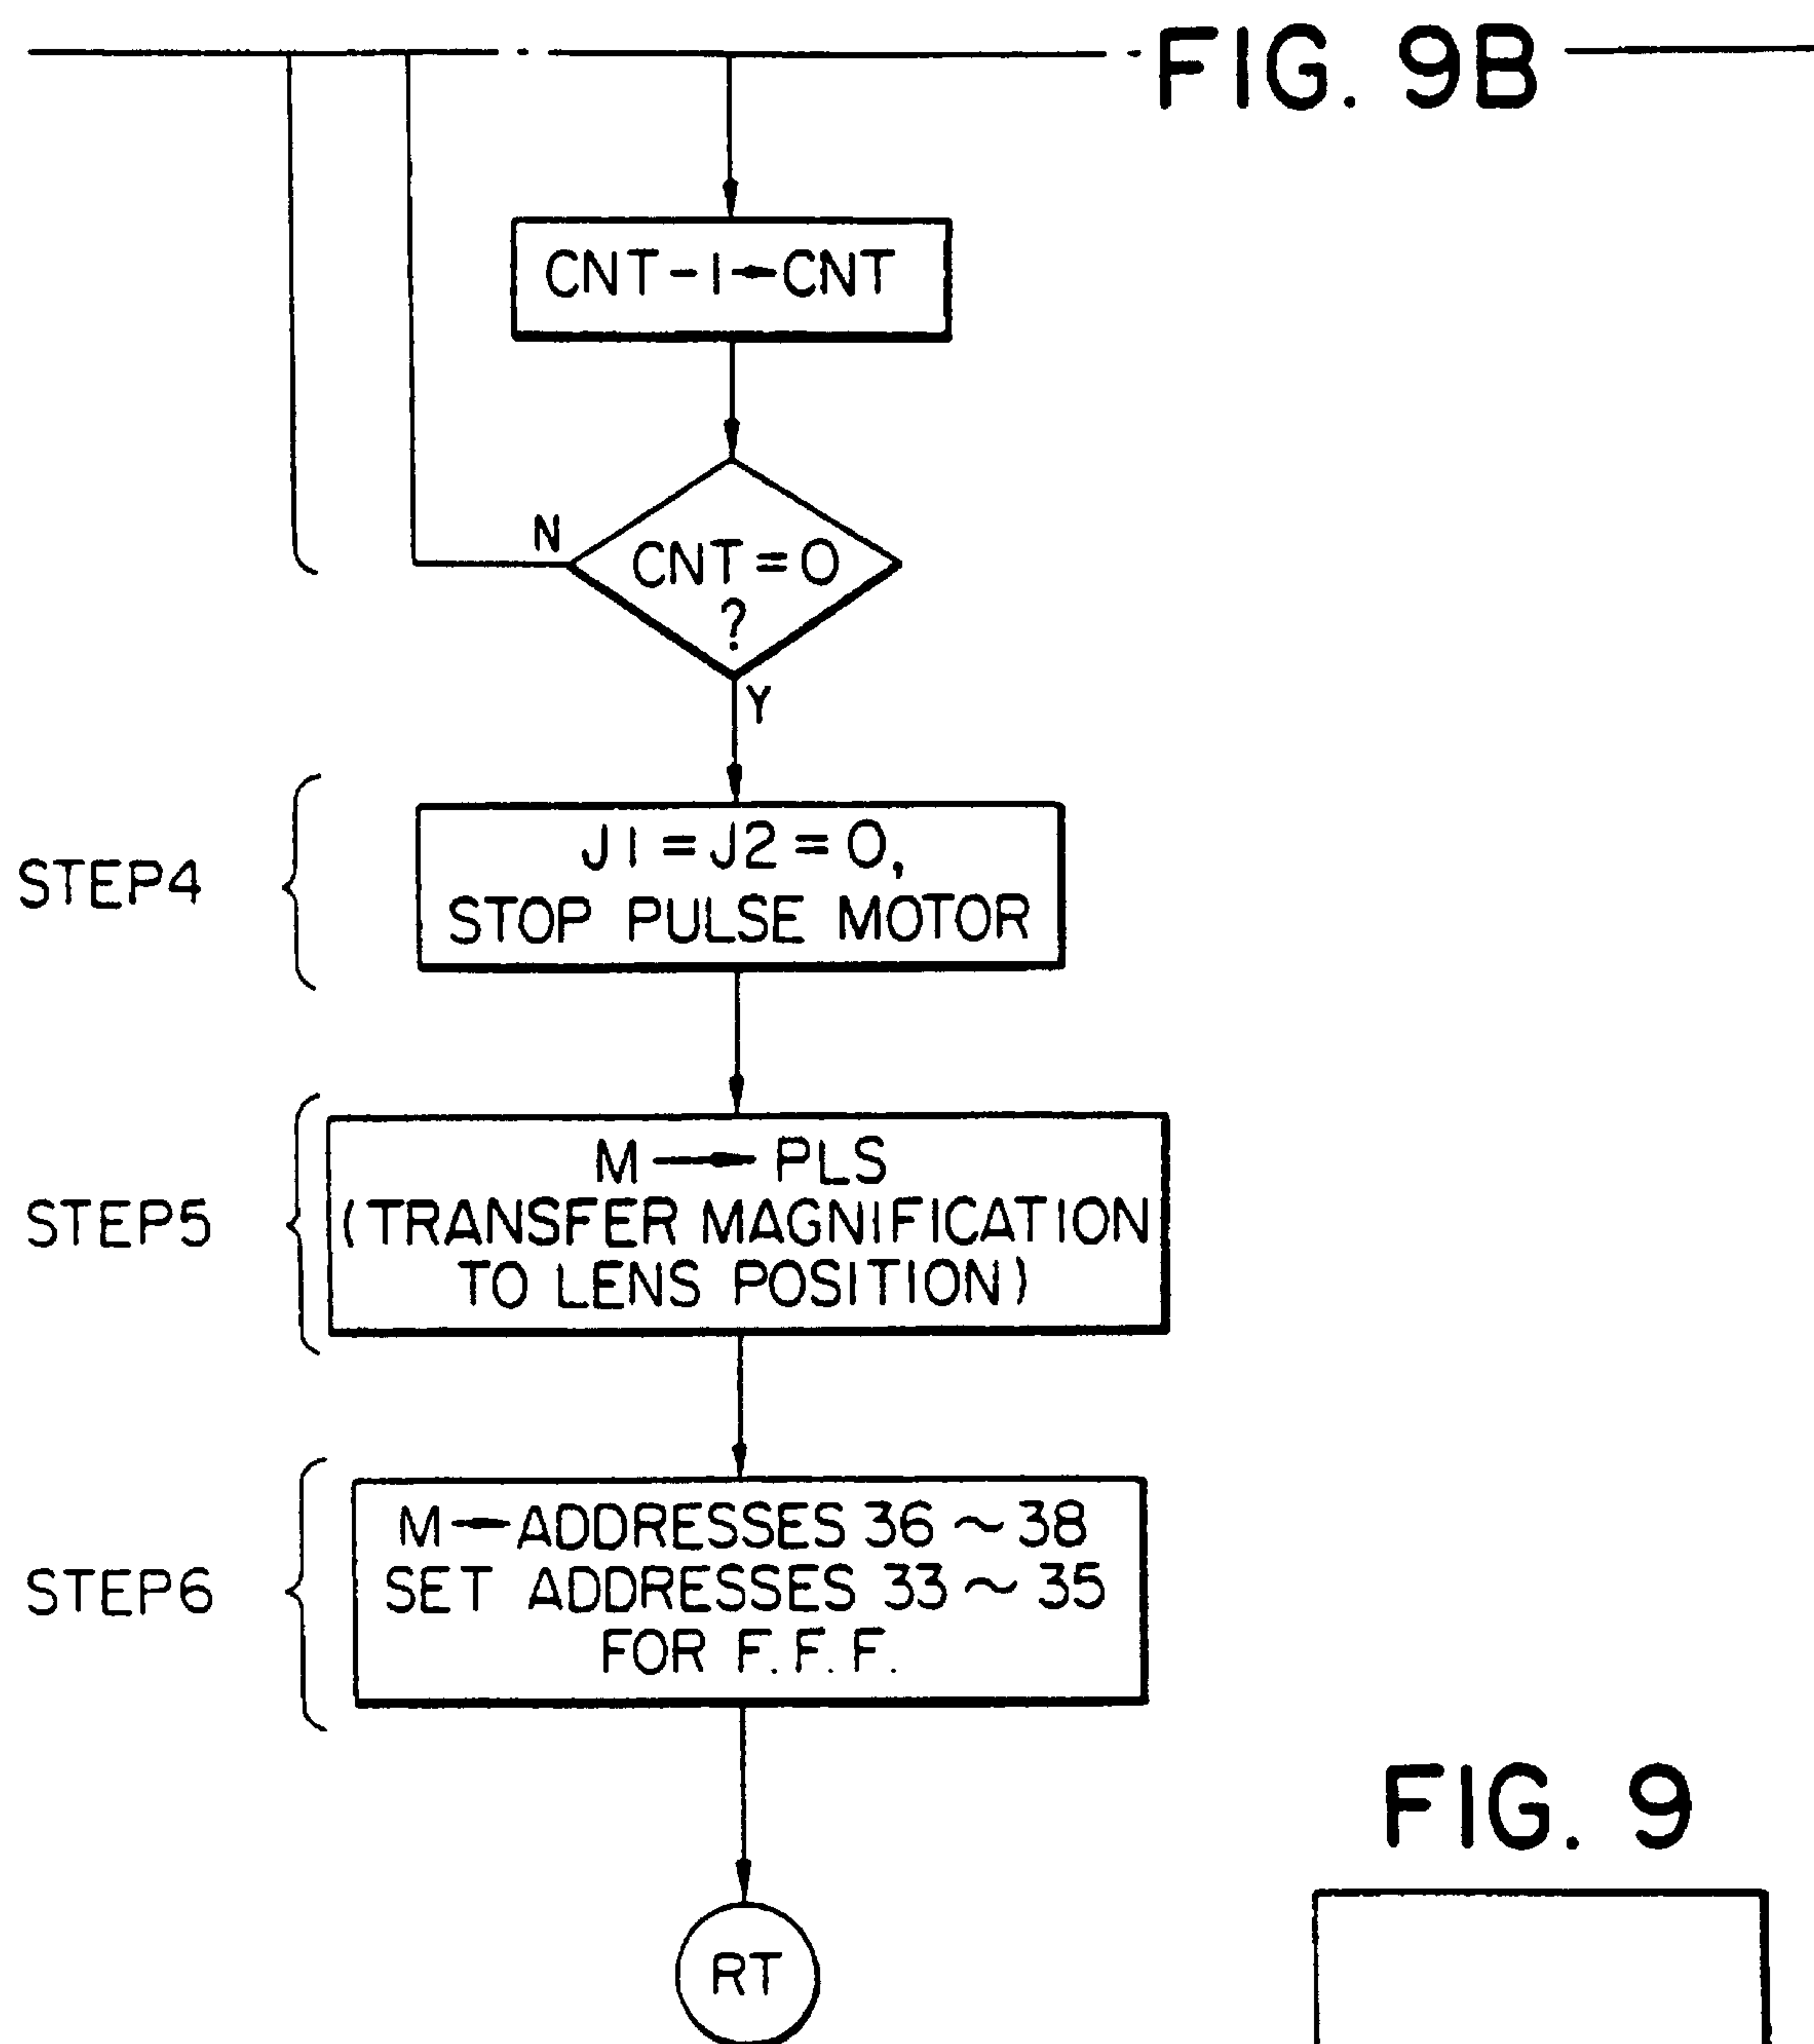 FIG. 9B
CNT-1→CNT
N
CNT=0
?
Y
STEP4
J1=J2=0,
STOP PULSE MOTOR
STEP5
M→PLS
(TRANSFER MAGNIFICATION
TO LENS POSITION)
STEP6
M→ADDRESSES 36~38
SET ADDRESSES 33~35
FOR F.F.F.
RT
FIG. 9